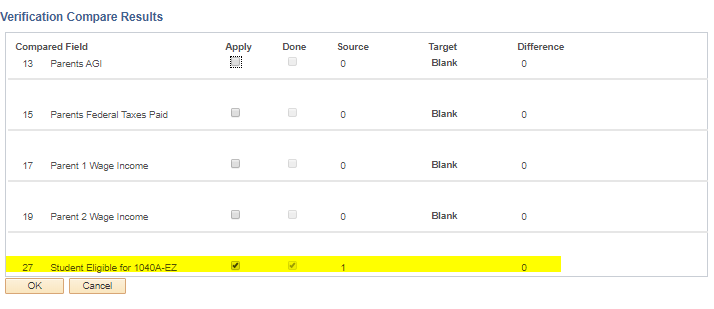 Verification Compare Results
Compared Field Apply Done Source Target Difference
13 Parents AGI 0 Blank 0
15 Parents Federal Taxes Paid 0 Blank 0
17 Parent 1 Wage Income 0 Blank 0
19 Parent 2 Wage Income 0 Blank 0
27 Student Eligible for 1040A-EZ 1 0
OK Cancel